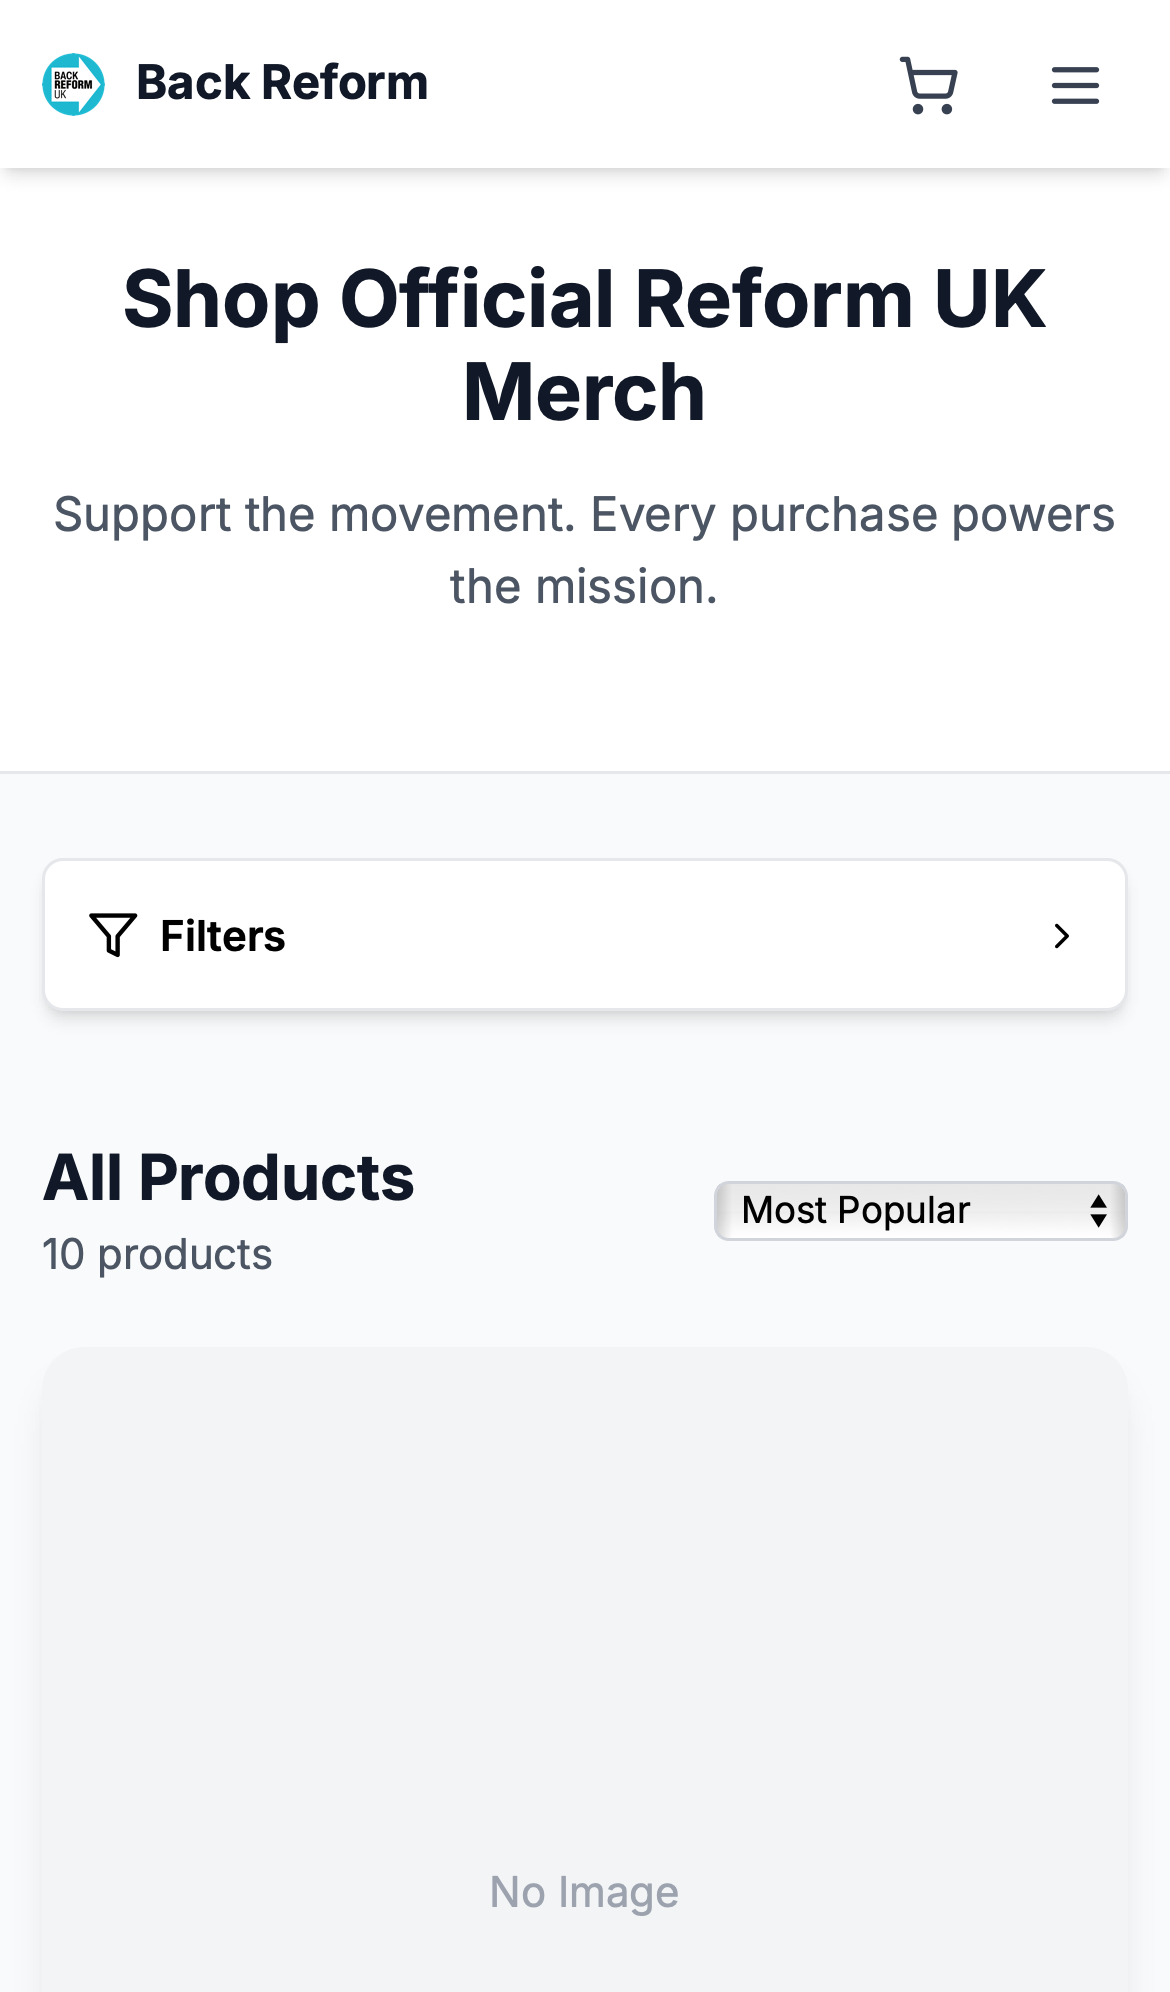 BACK
REFORM
UK
Back Reform
Shop Official Reform UK
Merch
Support the movement. Every purchase powers
the mission.
Filters
All Products
10 products
Most Popular
No Image